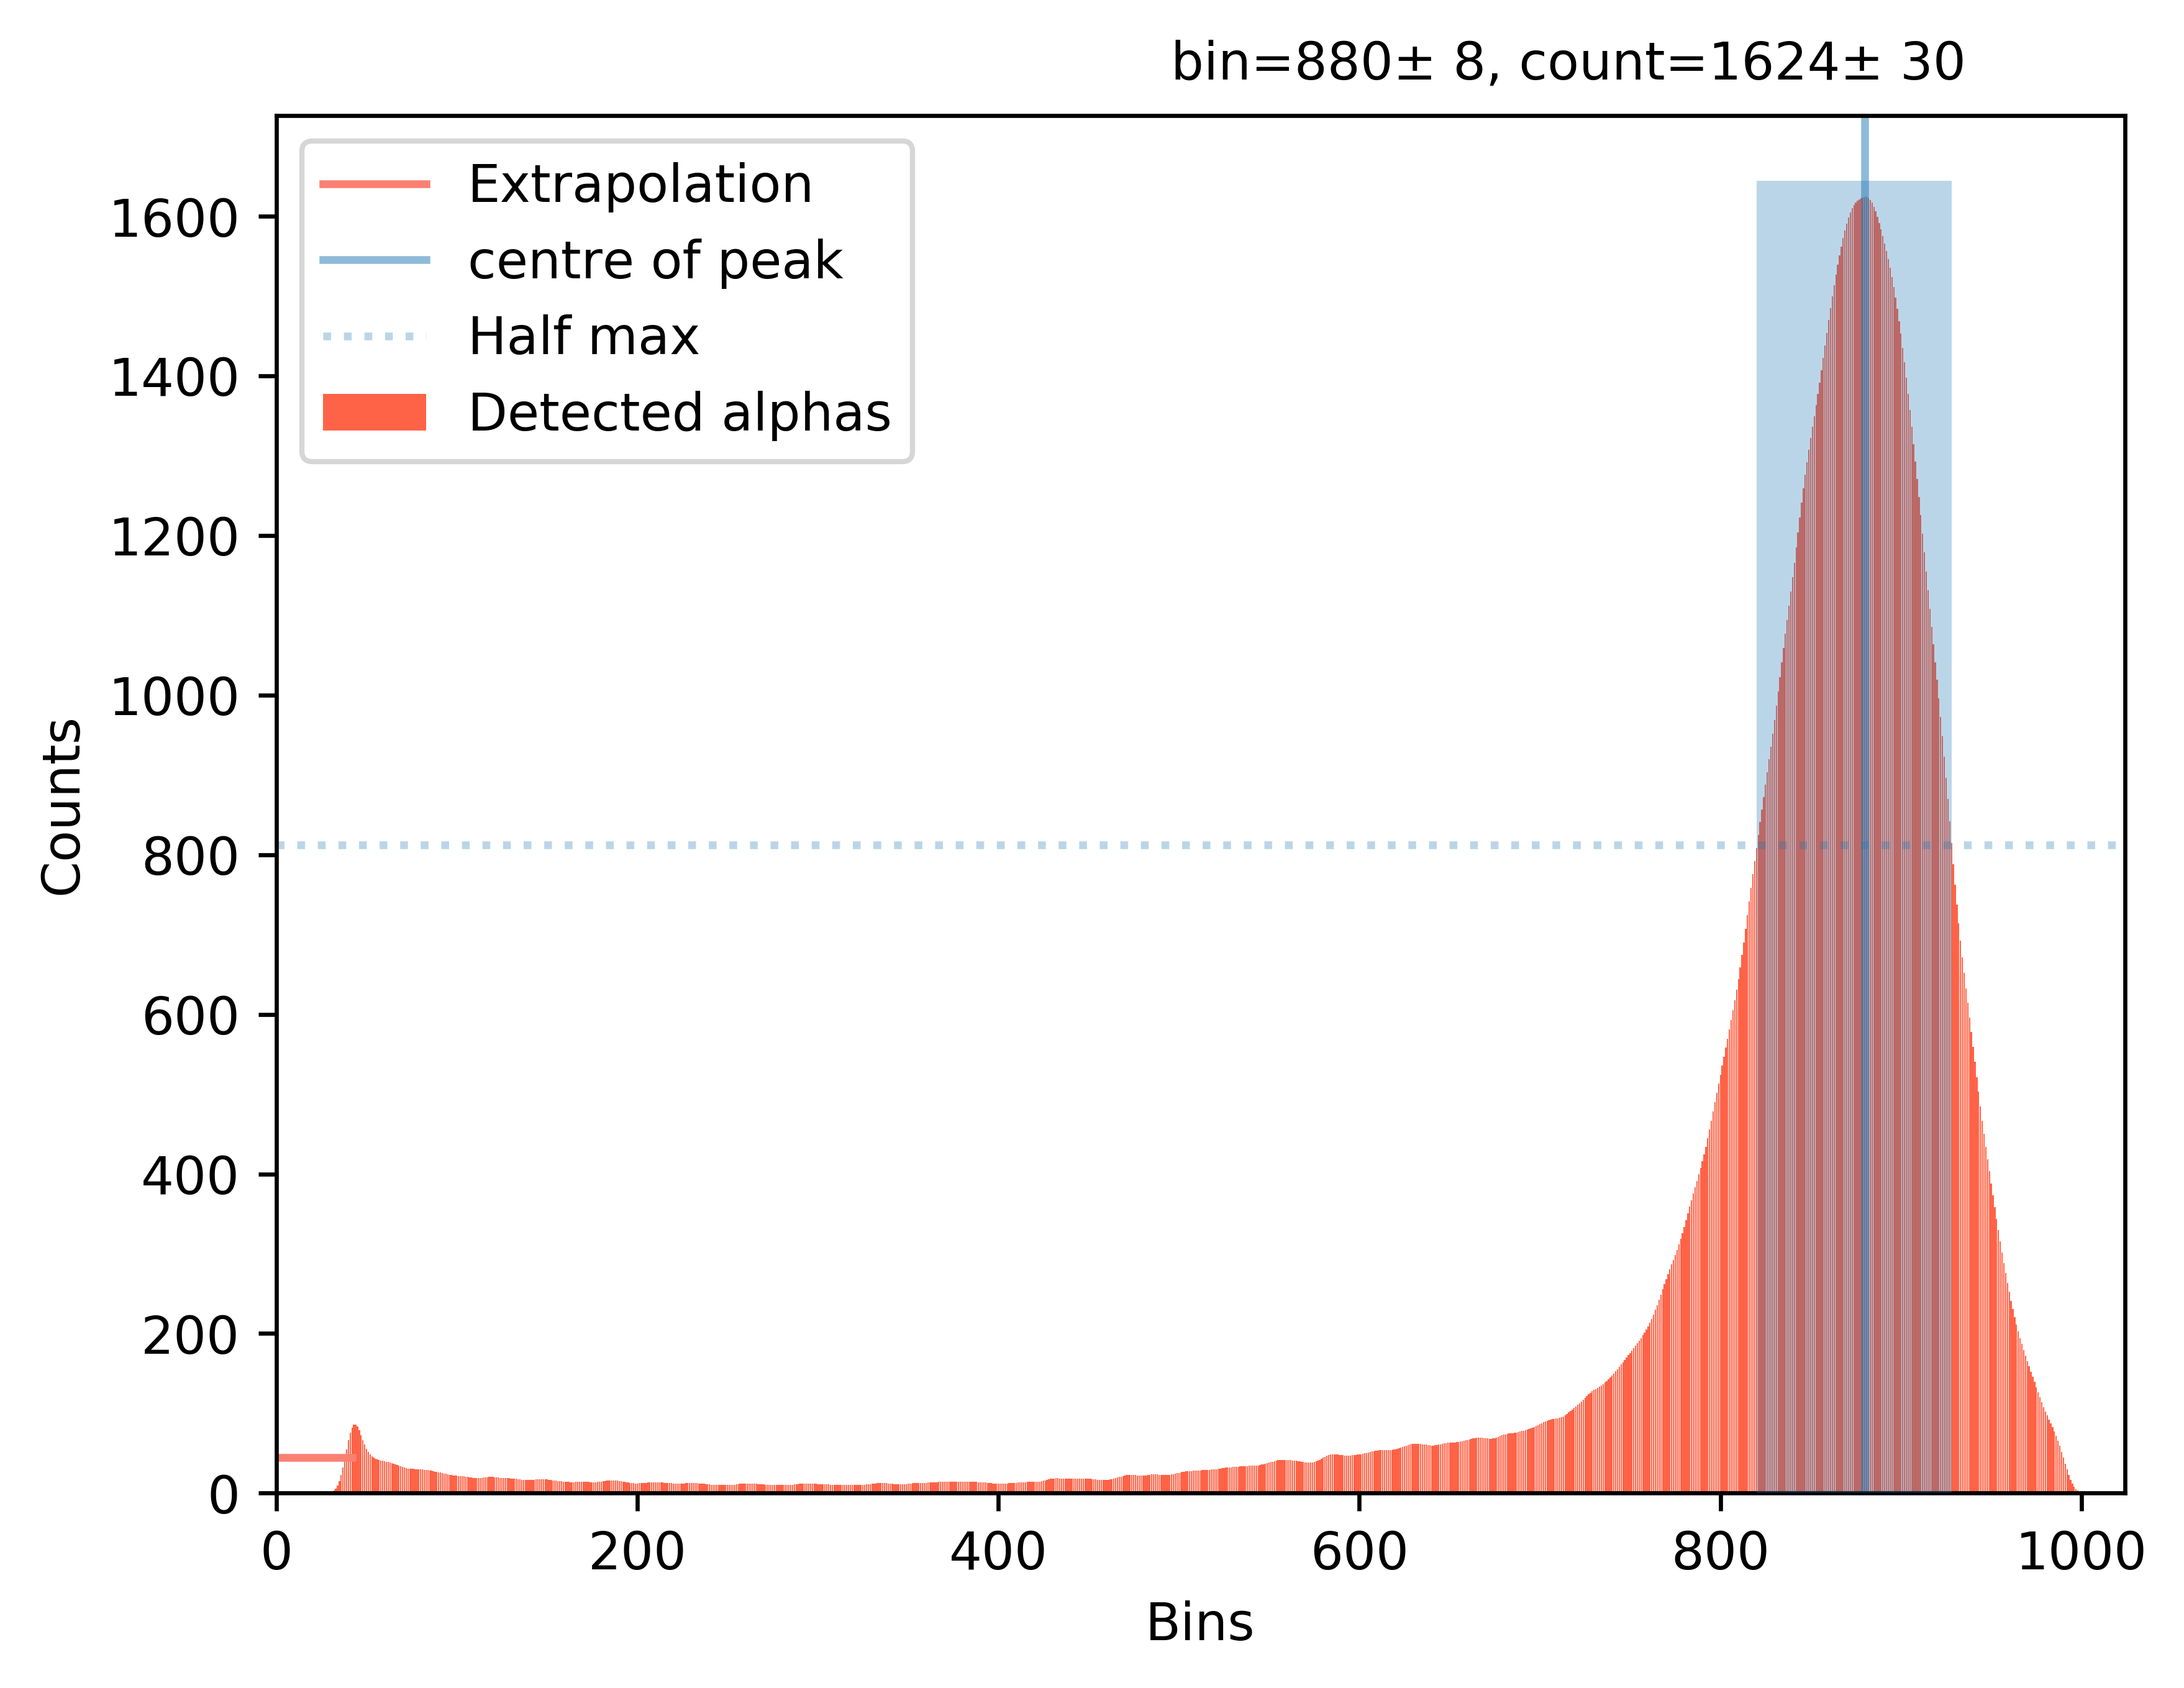 bin=880± 8, count=1624± 30
Extrapolation
centre of peak
Half max
Detected alphas
1600
1400
1200
1000
800
600
400
200
0
Counts
0 200 400 600 800 1000
Bins